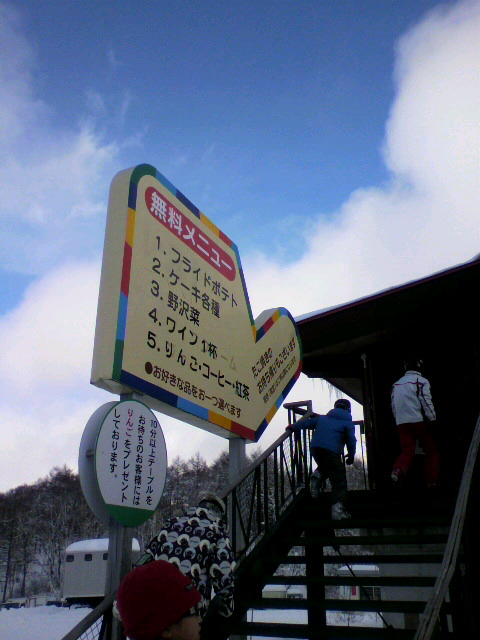 無料メニュー
1. フライドポテト
2. ケーキ各種
3. 野沢菜
4. ワイン1杯
5. りんご・コーヒー・紅茶
●お好きな品をお一つ選べます
10分以上テーブルを
お待ちのお客様には
りんごをプレゼント
しております。